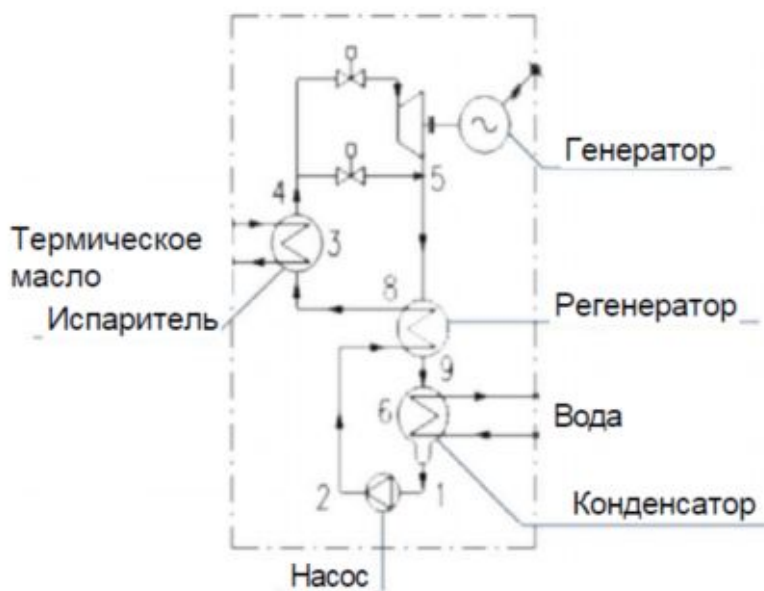 Генератор
4
5
3
Термическое
масло
Испаритель
8
Регенератор
9
6
Вода
2
1
Конденсатор
Насос